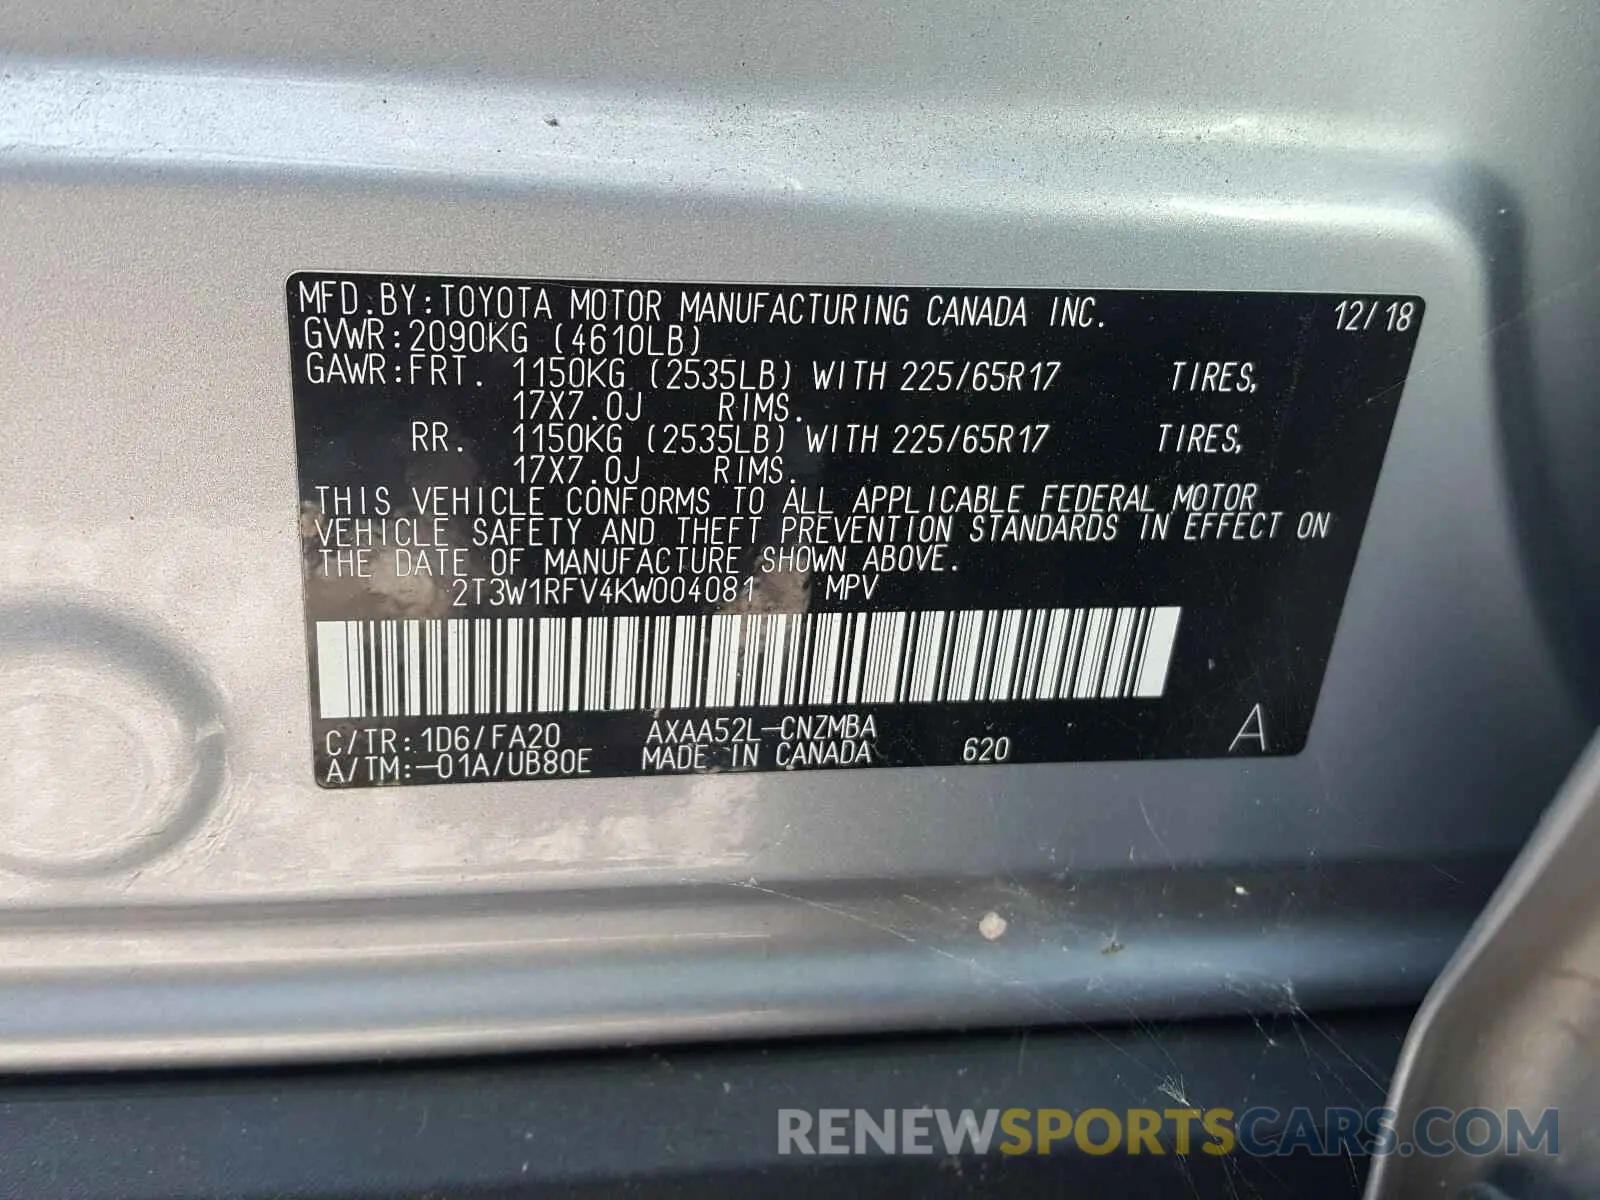 MFD.BY:TOYOTA MOTOR MANUFACTURING CANADA INC. 12/18
GVWR:2090KG (4610LB)
GAWR:FRT. 1150KG (2535LB) WITH 225/65R17 TIRES,
17X7.0J RIMS.
RR. 1150KG (2535LB) WITH 225/65R17 TIRES,
17X7.0J RIMS.
THIS VEHICLE CONFORMS TO ALL APPLICABLE FEDERAL MOTOR
VEHICLE SAFETY AND THEFT PREVENTION STANDARDS IN EFFECT ON
THE DATE OF MANUFACTURE SHOWN ABOVE.
2T3W1RFV4KW004081 MPV
C/TR:1D6/FA20 AXAA52L-CNZMBA
A/TM:-01A/UB80E MADE IN CANADA 620 A
RENEWSPORTSCARS.COM